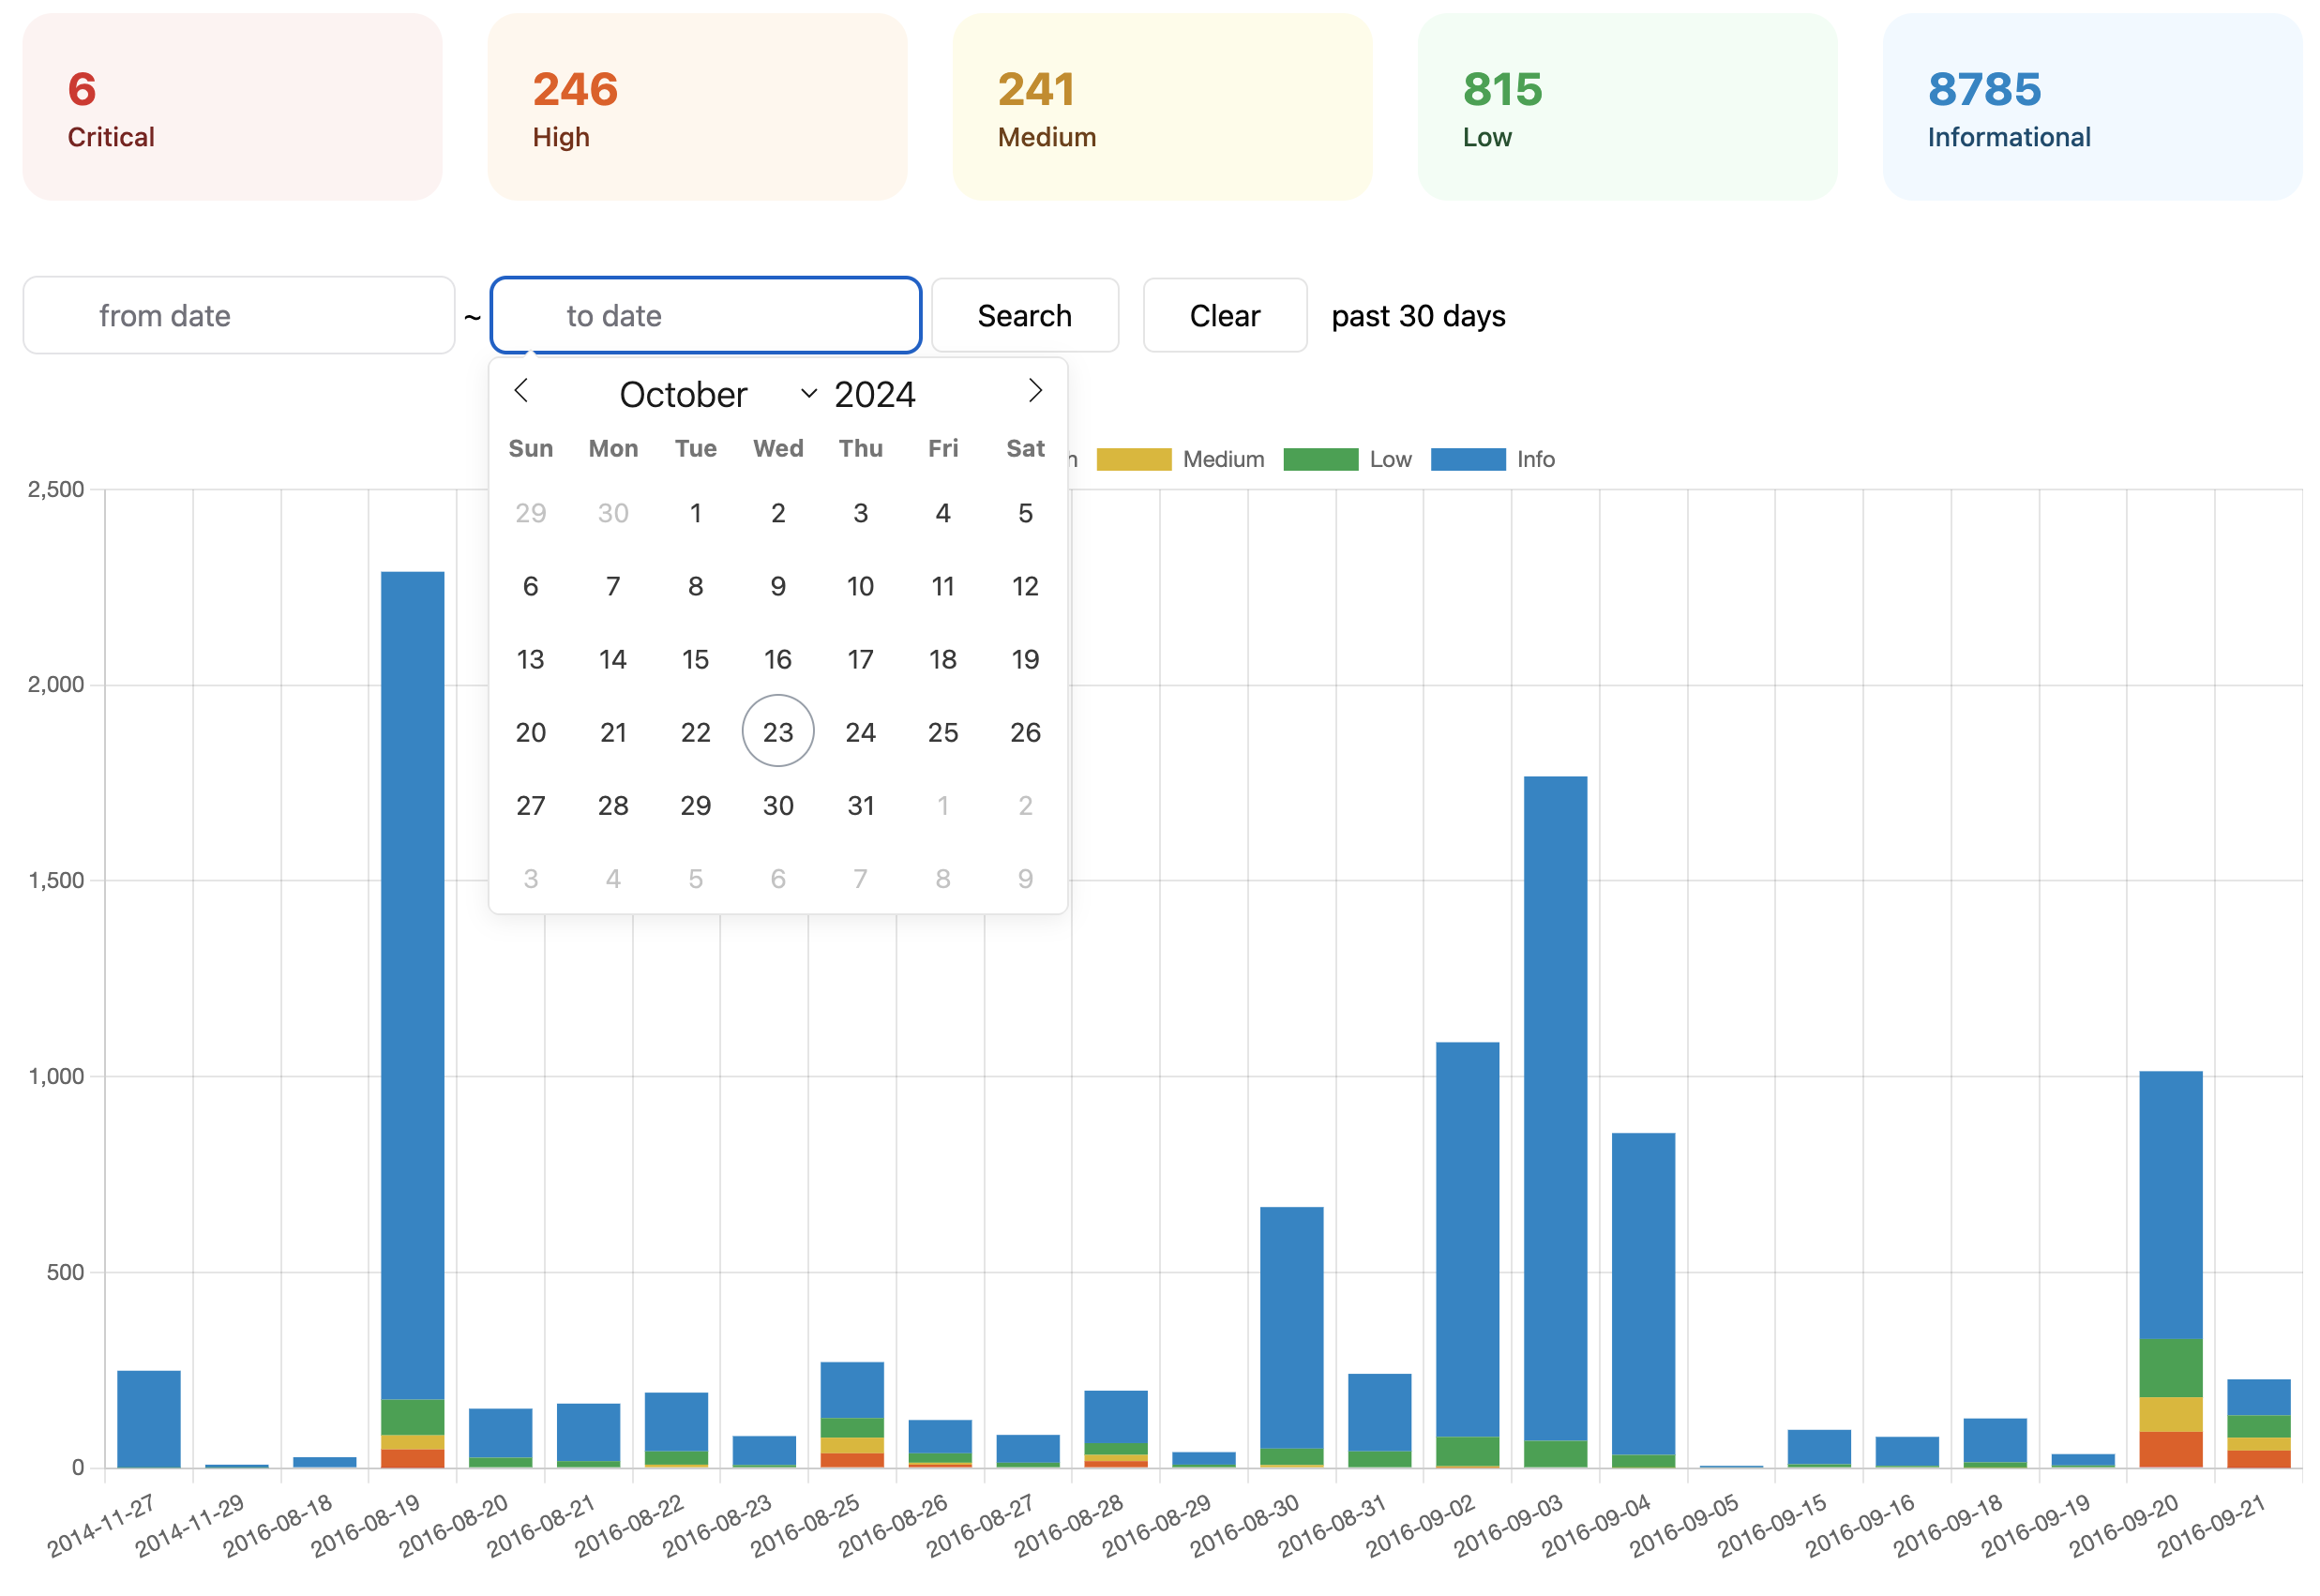 6 246 241 815 8785
Critical High Medium Low Informational
from date ~ to date Search Clear past 30 days
October 2024
Sun Mon Tue Wed Thu Fri Sat
29 30 1 2 3 4 5
6 7 8 9 10 11 12
13 14 15 16 17 18 19
20 21 22 23 24 25 26
27 28 29 30 31 1 2
3 4 5 6 7 8 9
Medium Low Info
2,500
2,000
1,500
1,000
500
0
2014-11-27 2014-11-29 2016-08-18 2016-08-19 2016-08-20 2016-08-21 2016-08-22 2016-08-23 2016-08-25 2016-08-26 2016-08-27 2016-08-28 2016-08-29 2016-08-30 2016-08-31 2016-09-02 2016-09-03 2016-09-04 2016-09-05 2016-09-15 2016-09-16 2016-09-18 2016-09-19 2016-09-20 2016-09-21